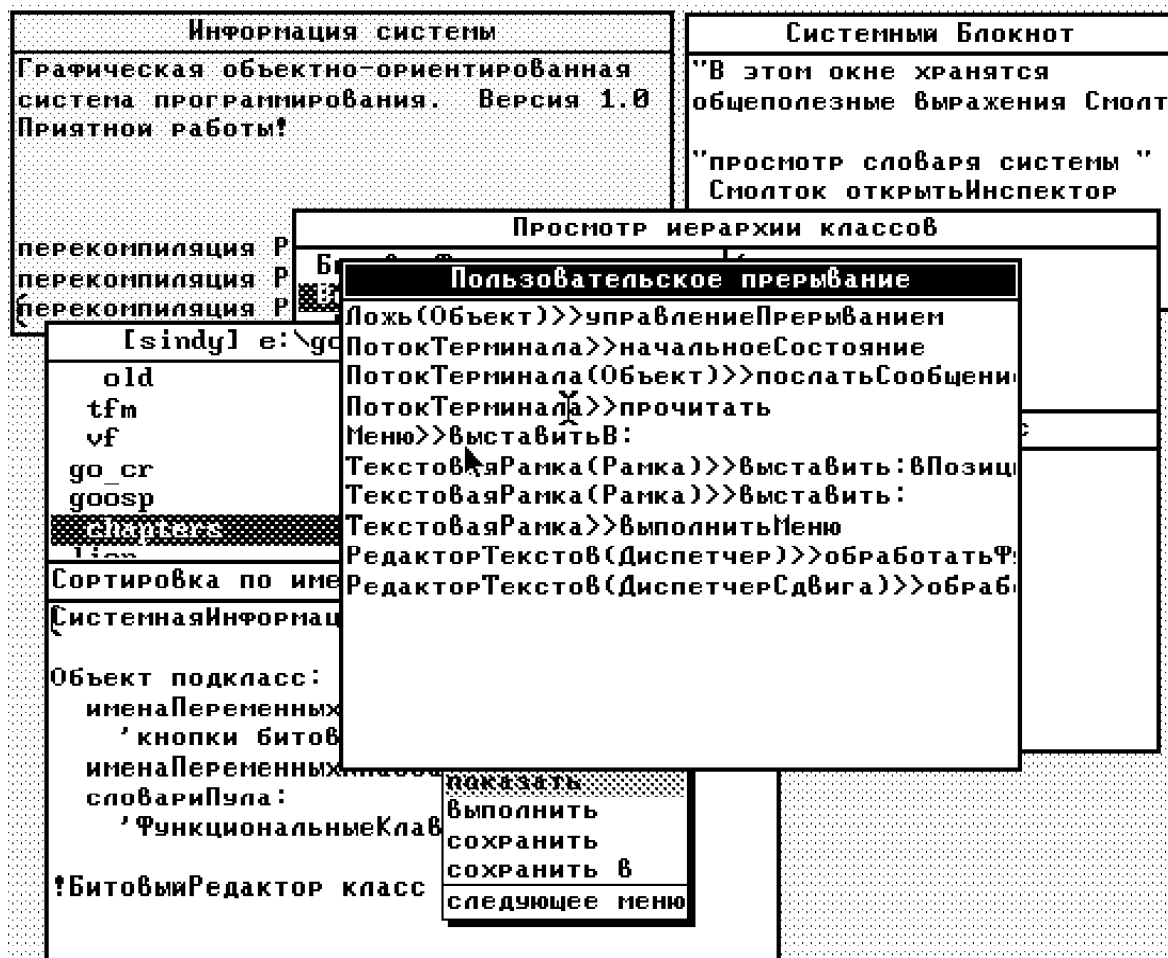 Информация системы
Графическая объектно-ориентированная
система программирования. Версия 1.0
Приятной работы!
перекомпиляция Р
перекомпиляция Р
перекомпиляция Р
Системный Блокнот
"В этом окне хранятся
общеполезные выражения Смолт
"просмотр словаря системы "
Смолток открытьИнспектор
Просмотр иерархии классов
Пользовательское прерывание
Ложь(Объект)>>управлениеПрерыванием
ПотокТерминала>>начальноеСостояние
ПотокТерминала(Объект)>>послатьСообщени
ПотокТерминала>>прочитать
Меню>>выставитьВ:
ТекстоваяРамка(Рамка)>>выставить:вПозиц
ТекстоваяРамка(Рамка)>>выставить:
ТекстоваяРамка>>выполнитьМеню
РедакторТекстов(Диспетчер)>>обработатьФ
РедакторТекстов(ДиспетчерСдвига)>>обраб
[sindy] e:\go
old
tfm
vf
go_cr
goosp
chapters
Сортировка по име
СистемнаяИнформац
Объект подкласс:
именаПеременных
'кнопки битов
именаПеременных
словариПула:
'ФункциональныеКлав
!БитовыйРедактор класс
показать
выполнить
сохранить
сохранить в
следующее меню